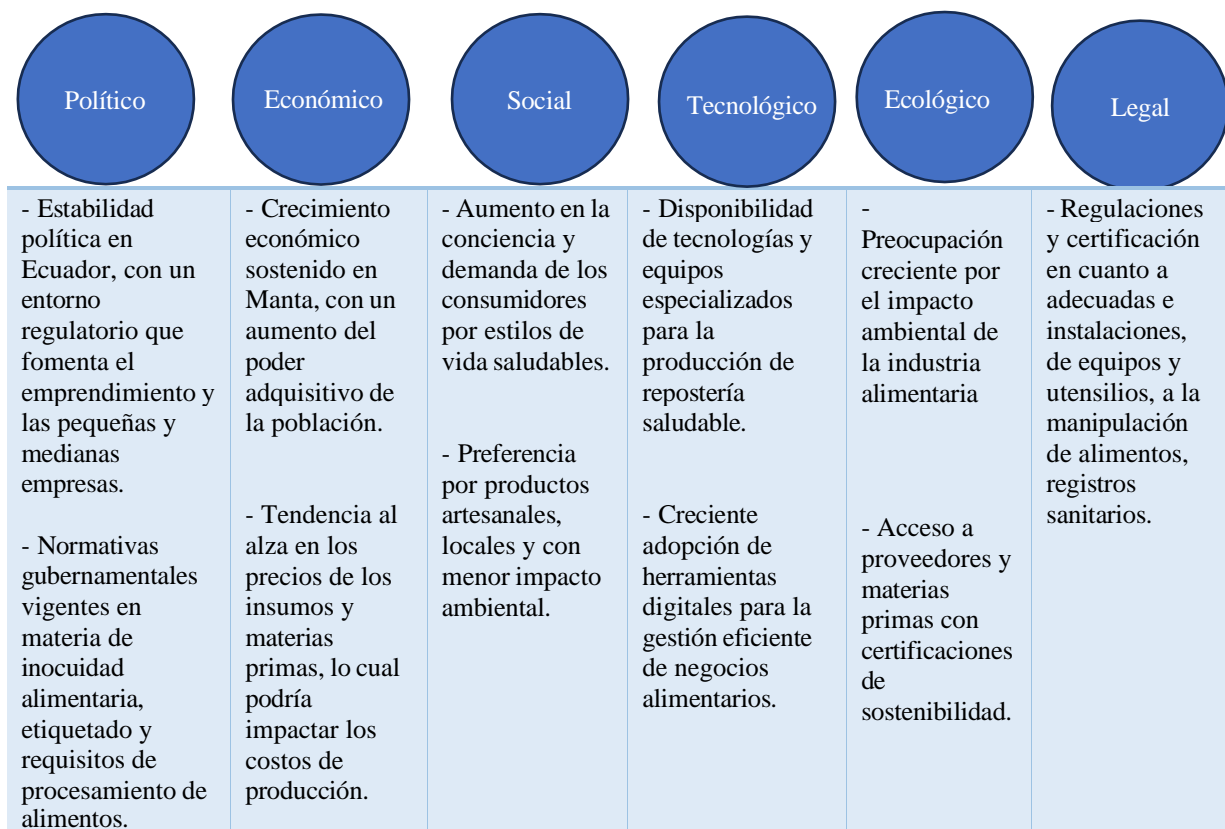 Político
Económico
Social
Tecnológico
Ecológico
Legal
- Estabilidad
política en
Ecuador, con un
entorno
regulatorio que
fomenta el
emprendimiento y
las pequeñas y
medianas
empresas.
- Normativas
gubernamentales
vigentes en
materia de
inocuidad
alimentaria,
etiquetado y
requisitos de
procesamiento de
alimentos.
- Crecimiento
económico
sostenido en
Manta, con un
aumento del
poder
adquisitivo de
la población.
- Tendencia al
alza en los
precios de los
insumos y
materias
primas, lo cual
podría
impactar los
costos de
producción.
- Aumento en la
conciencia y
demanda de los
consumidores
por estilos de
vida saludables.
- Preferencia
por productos
artesanales,
locales y con
menor impacto
ambiental.
- Disponibilidad
de tecnologías y
equipos
especializados
para la
producción de
repostería
saludable.
- Creciente
adopción de
herramientas
digitales para la
gestión eficiente
de negocios
alimentarios.
-
Preocupación
creciente por
el impacto
ambiental de
la industria
alimentaria
- Acceso a
proveedores y
materias
primas con
certificaciones
de
sostenibilidad.
- Regulaciones
y certificación
en cuanto a
adecuadas e
instalaciones,
de equipos y
utensilios, a la
manipulación
de alimentos,
registros
sanitarios.